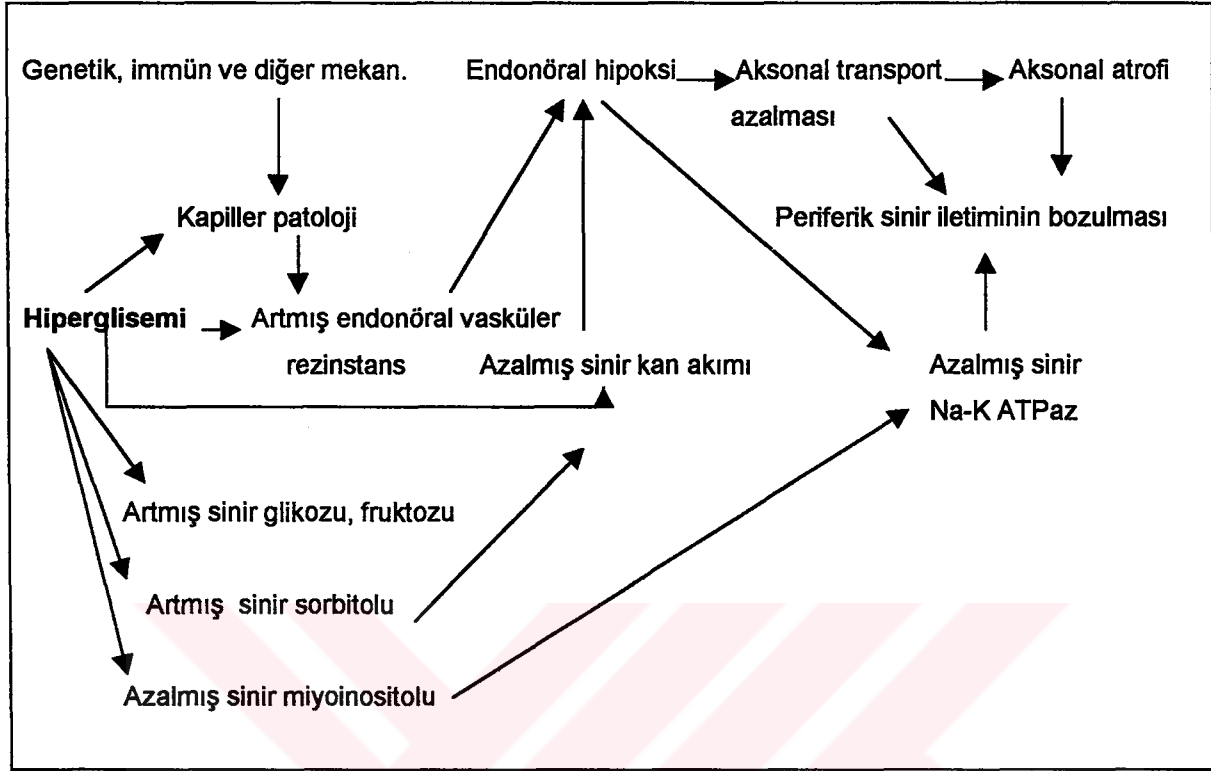 Genetik, immün ve diğer mekan. Endonöral hipoksi Aksonal transport Aksonal atrofi
azalması
Kapiller patoloji Periferik sinir iletiminin bozulması
Hiperglisemi Artmış endonöral vasküler
rezinstans Azalmış sinir kan akımı Azalmış sinir
Na-K ATPaz
Artmış sinir glikozu, fruktozu
Artmış sinir sorbitolu
Azalmış sinir miyoinositolu